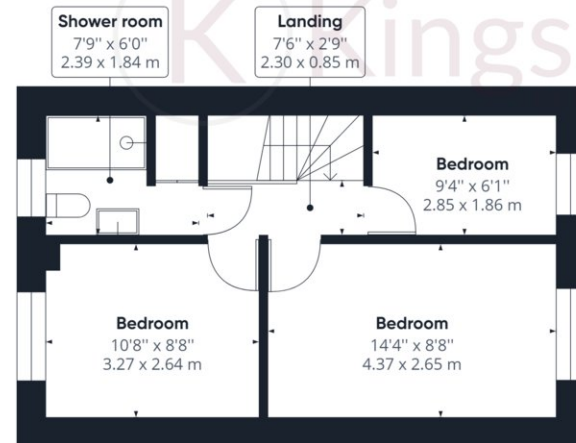 K Kings
Shower room
7'9" x 6'0"
2.39 x 1.84 m
Landing
7'6" x 2'9"
2.30 x 0.85 m
Bedroom
9'4" x 6'1"
2.85 x 1.86 m
Bedroom
10'8" x 8'8"
3.27 x 2.64 m
Bedroom
14'4" x 8'8"
4.37 x 2.65 m